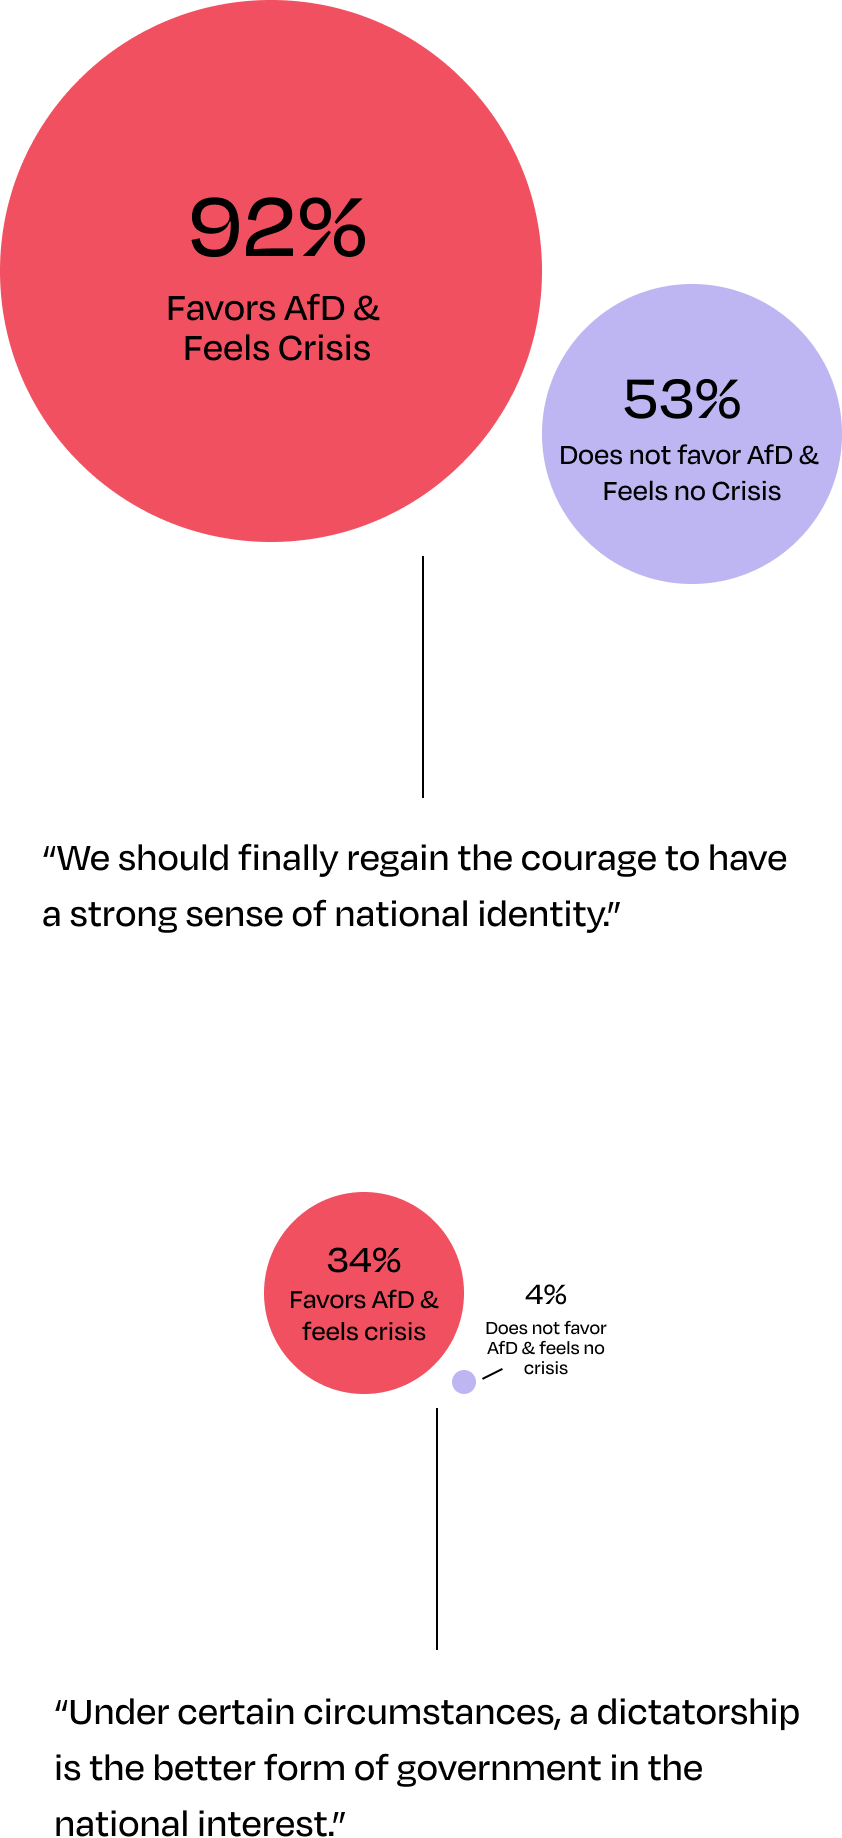 92%
Favors AfD &
Feels Crisis
53%
Does not favor AfD &
Feels no Crisis
“We should finally regain the courage to have
a strong sense of national identity.”
34%
Favors AfD &
feels crisis
4%
Does not favor
AfD & feels no
crisis
“Under certain circumstances, a dictatorship
is the better form of government in the
national interest.”